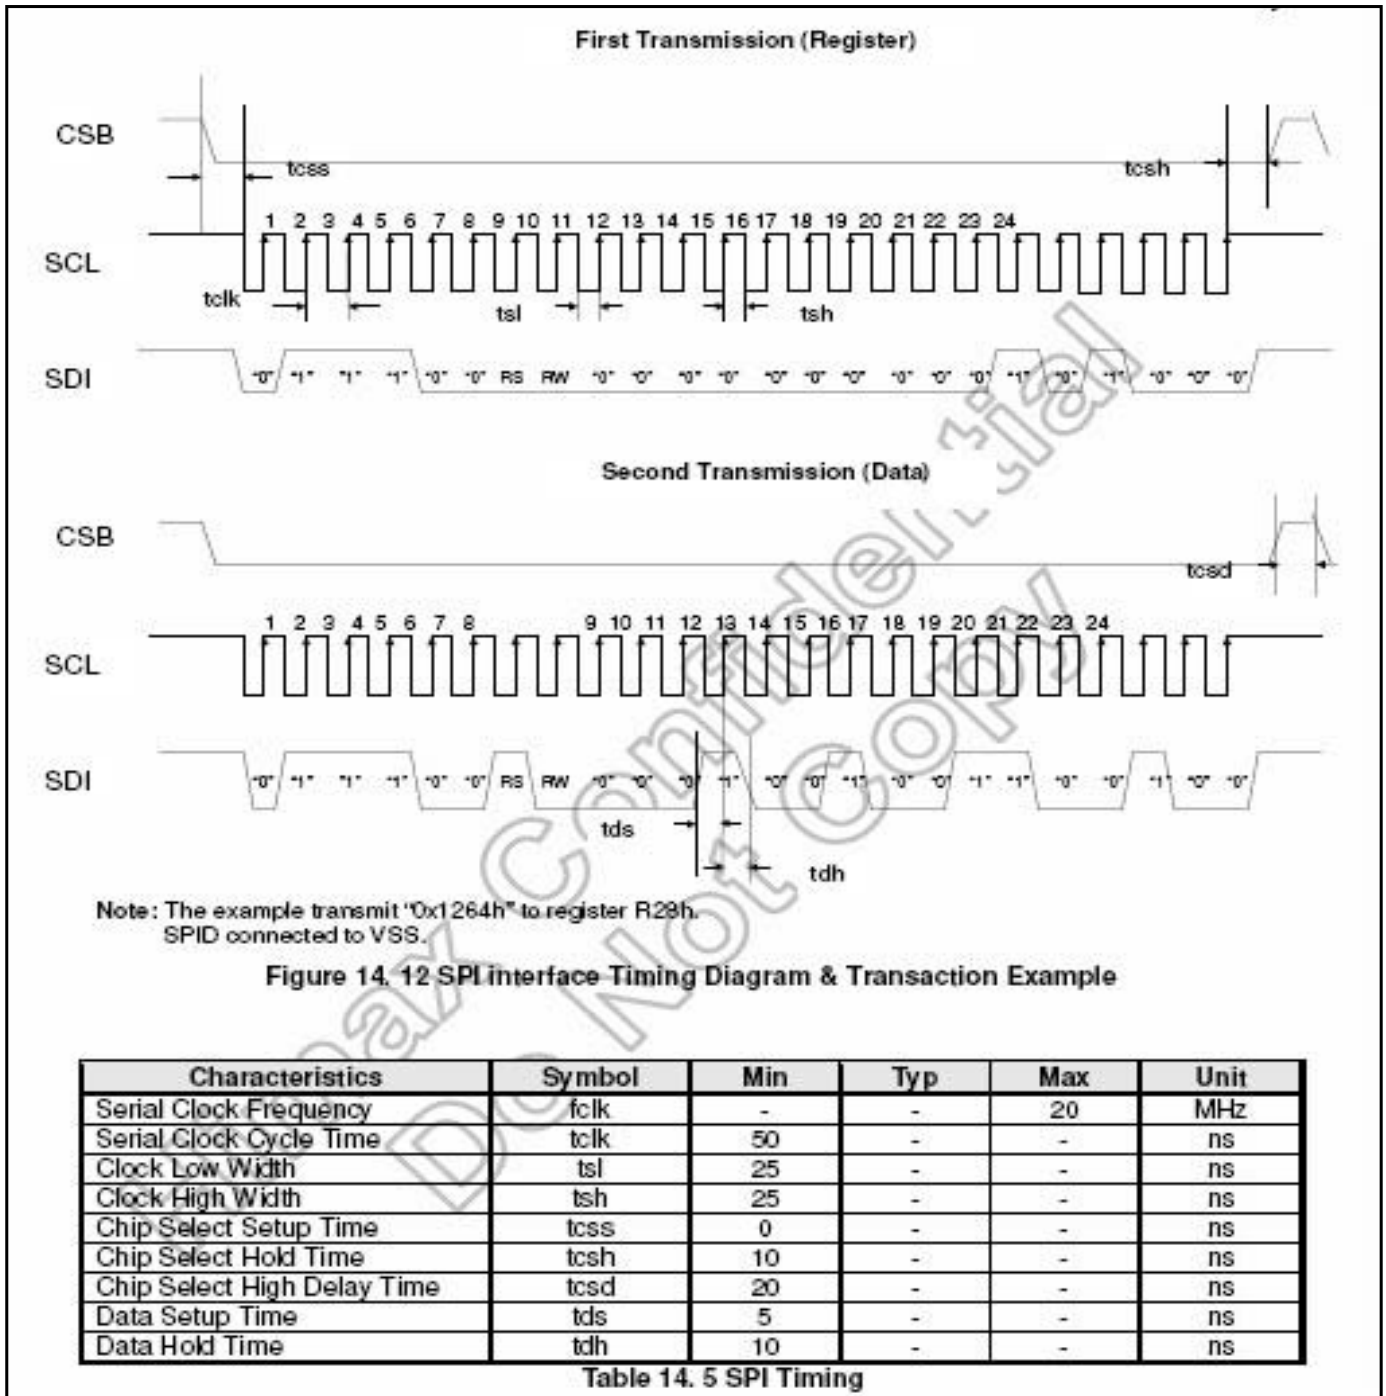 First Transmission (Register)
CSB
tcss
tcsh
1 2 3 4 5 6 7 8 9 10 11 12 13 14 15 16 17 18 19 20 21 22 23 24
SCL
tclk
tsl
tsh
SDI
"0" "1" "1" "1" "0" "0" RS RW "0" "0" "0" "0" "0" "0" "0" "0" "0" "0" "1" "0" "1" "0" "0" "0"
Second Transmission (Data)
CSB
tcsd
1 2 3 4 5 6 7 8 9 10 11 12 13 14 15 16 17 18 19 20 21 22 23 24
SCL
SDI
"0" "1" "1" "1" "0" "0" RS RW "0" "0" "0" "1" "0" "0" "1" "0" "0" "1" "1" "0" "0" "1" "0" "0"
tds
tdh
Note: The example transmit "0x1264h" to register R28h.
SPID connected to VSS.
Figure 14. 12 SPI interface Timing Diagram & Transaction Example
Characteristics Symbol Min Typ Max Unit
Serial Clock Frequency fclk - - 20 MHz
Serial Clock Cycle Time tclk 50 - - ns
Clock Low Width tsl 25 - - ns
Clock High Width tsh 25 - - ns
Chip Select Setup Time tcss 0 - - ns
Chip Select Hold Time tcsh 10 - - ns
Chip Select High Delay Time tcsd 20 - - ns
Data Setup Time tds 5 - - ns
Data Hold Time tdh 10 - - ns
Table 14. 5 SPI Timing
Himax Confidential
Do Not Copy